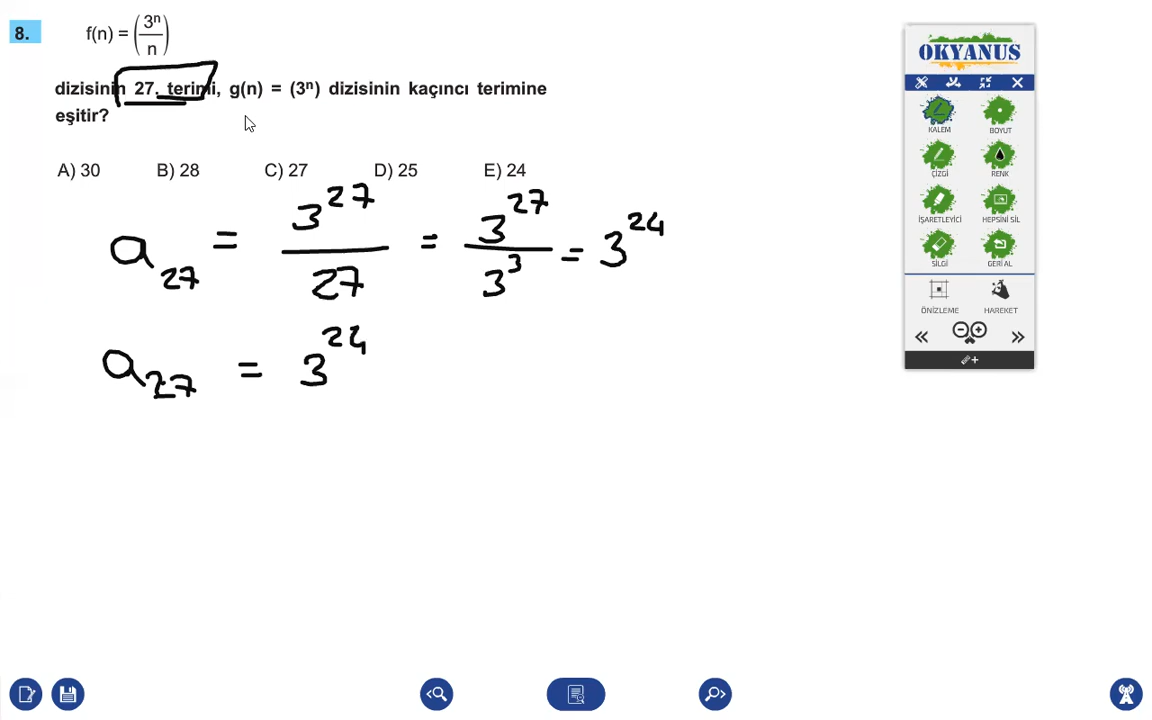 8.
f(n) = (3ⁿ/n)
dizisinin 27. terimi, g(n) = (3ⁿ) dizisinin kaçıncı terimine
eşitir?
A) 30 B) 28 C) 27 D) 25 E) 24
a₂₇ = 3²⁷/27 = 3²⁷/3³ = 3²⁴
a₂₇ = 3²⁴
OKYANUS
KALEM BOYUT
ÇİZGİ RENK
İŞARETLEYİCİ HEPSİNİ SİL
SİLGİ GERİ AL
ÖNİZLEME HAREKET